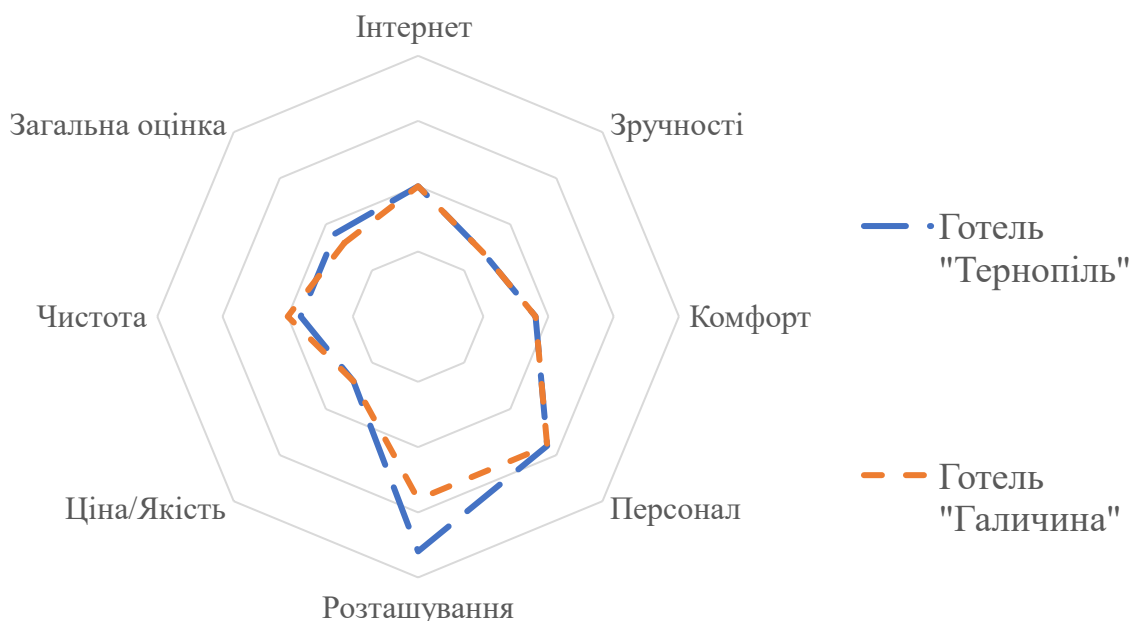 Інтернет
Загальна оцінка
Зручності
Готель
"Тернопіль"
Чистота
Комфорт
Готель
"Галичина"
Ціна/Якість
Персонал
Розташування